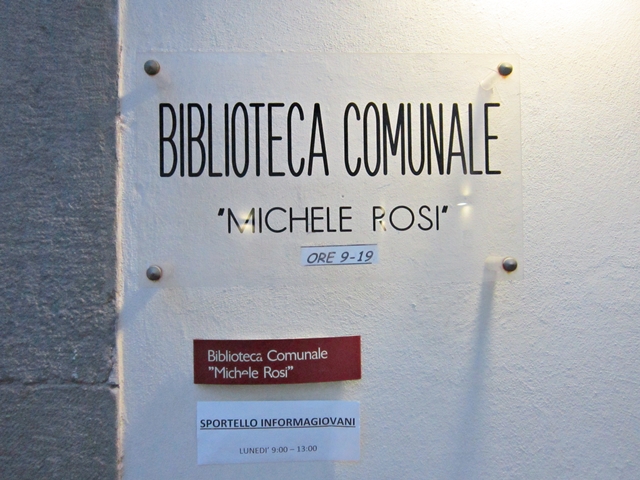 BIBLIOTECA COMUNALE
"MICHELE ROSI"
ORE 9-19
Biblioteca Comunale
"Michele Rosi"
SPORTELLO INFORMAGIOVANI
LUNEDI' 9:00 – 13:00